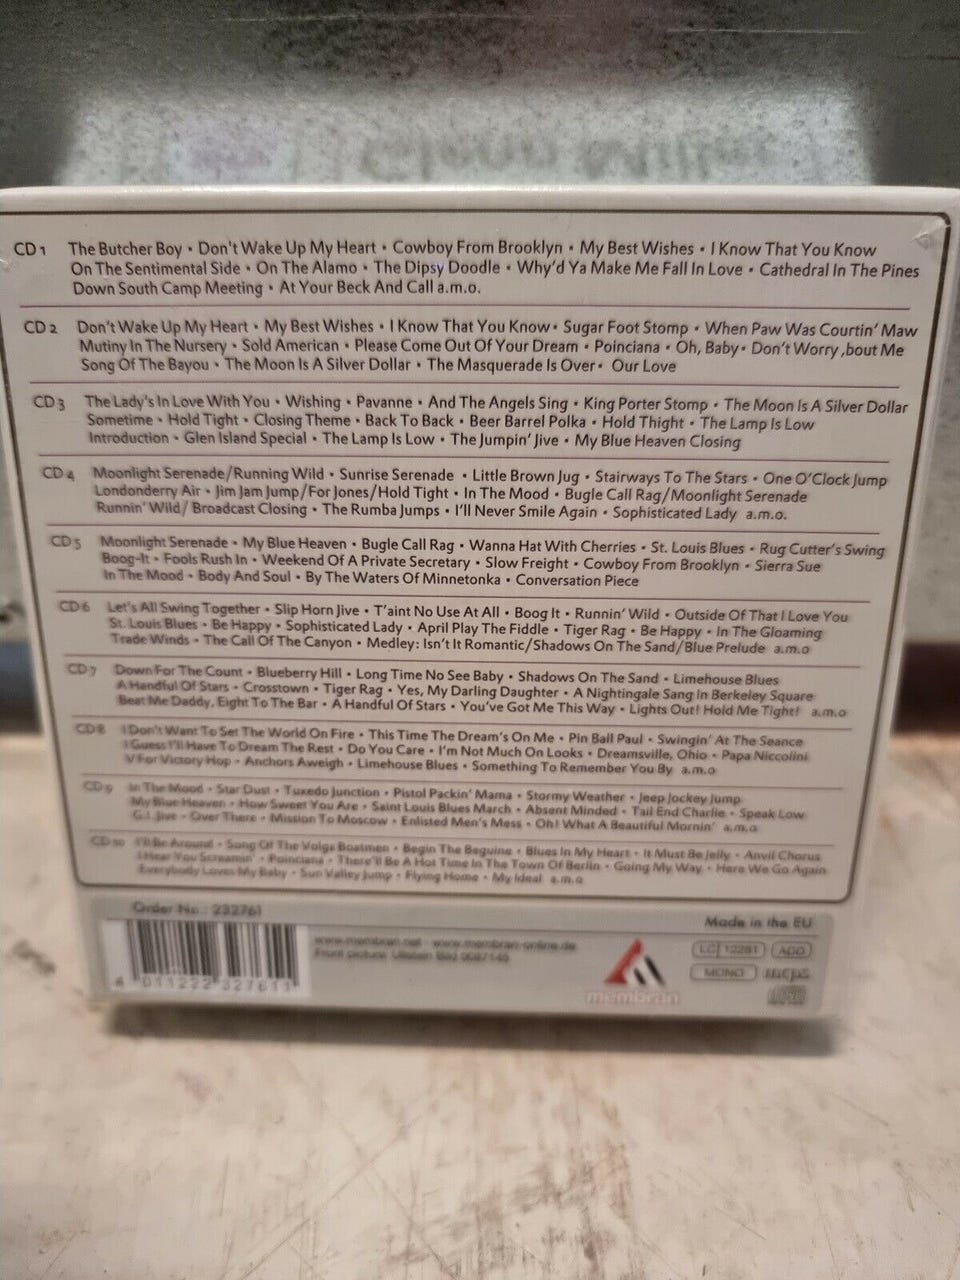 CD 1 The Butcher Boy • Don't Wake Up My Heart • Cowboy From Brooklyn • My Best Wishes • I Know That You Know
On The Sentimental Side • On The Alamo • The Dipsy Doodle • Why'd Ya Make Me Fall In Love • Cathedral In The Pines
Down South Camp Meeting • At Your Beck And Call a.m.o.
CD 2 Don't Wake Up My Heart • My Best Wishes • I Know That You Know • Sugar Foot Stomp • When Paw Was Courtin' Maw
Mutiny In The Nursery • Sold American • Please Come Out Of Your Dream • Poinciana • Oh, Baby • Don't Worry ,bout Me
Song Of The Bayou • The Moon Is A Silver Dollar • The Masquerade Is Over • Our Love
CD 3 The Lady's In Love With You • Wishing • Pavanne • And The Angels Sing • King Porter Stomp • The Moon Is A Silver Dollar
Sometime • Hold Tight • Closing Theme • Back To Back • Beer Barrel Polka • Hold Thight • The Lamp Is Low
Introduction • Glen Island Special • The Lamp Is Low • The Jumpin' Jive • My Blue Heaven Closing
CD 4 Moonlight Serenade/Running Wild • Sunrise Serenade • Little Brown Jug • Stairways To The Stars • One O'Clock Jump
Londonderry Air • Jim Jam Jump/For Jones/Hold Tight • In The Mood • Bugle Call Rag/Moonlight Serenade
Runnin' Wild/ Broadcast Closing • The Rumba Jumps • I'll Never Smile Again • Sophisticated Lady a.m.o.
CD 5 Moonlight Serenade • My Blue Heaven • Bugle Call Rag • Wanna Hat With Cherries • St. Louis Blues • Rug Cutter's Swing
Boog-It • Fools Rush In • Weekend Of A Private Secretary • Slow Freight • Cowboy From Brooklyn • Sierra Sue
In The Mood • Body And Soul • By The Waters Of Minnetonka • Conversation Piece
CD 6 Let's All Swing Together • Slip Horn Jive • T'aint No Use At All • Boog It • Runnin' Wild • Outside Of That I Love You
St. Louis Blues • Be Happy • Sophisticated Lady • April Play The Fiddle • Tiger Rag • Be Happy • In The Gloaming
Trade Winds • The Call Of The Canyon • Medley: Isn't It Romantic/Shadows On The Sand/Blue Prelude a.m.o
CD 7 Down For The Count • Blueberry Hill • Long Time No See Baby • Shadows On The Sand • Limehouse Blues
A Handful Of Stars • Crosstown • Tiger Rag • Yes, My Darling Daughter • A Nightingale Sang In Berkeley Square
Beat Me Daddy, Eight To The Bar • A Handful Of Stars • You've Got Me This Way • Lights Out! Hold Me Tight! a.m.o
CD 8 I Don't Want To Set The World On Fire • This Time The Dream's On Me • Pin Ball Paul • Swingin' At The Seance
I Guess I'll Have To Dream The Rest • Do You Care • I'm Not Much On Looks • Dreamsville, Ohio • Papa Niccolini
V For Victory Hop • Anchors Aweigh • Limehouse Blues • Something To Remember You By a.m.o
CD 9 In The Mood • Star Dust • Tuxedo Junction • Pistol Packin' Mama • Stormy Weather • Jeep Jockey Jump
My Blue Heaven • How Sweet You Are • Saint Louis Blues March • Absent Minded • Tail End Charlie • Speak Low
G.I. Jive • Over There • Mission To Moscow • Enlisted Men's Mess • Oh! What A Beautiful Mornin' a.m.o
CD 10 I'll Be Around • Song Of The Volga Boatmen • Begin The Beguine • Blues In My Heart • It Must Be Jelly • Anvil Chorus
I Hear You Screamin' • Poinciana • There'll Be A Hot Time In The Town Of Berlin • Going My Way • Here We Go Again
Everybody Loves My Baby • Sun Valley Jump • Flying Home • My Ideal a.m.o
Order No.: 232761
Made in the EU
www.membran.net - www.membran-online.de
Front picture: Ullstein Bild
LC 12281 ADD
MONO mcps
membran
4 011222 327611